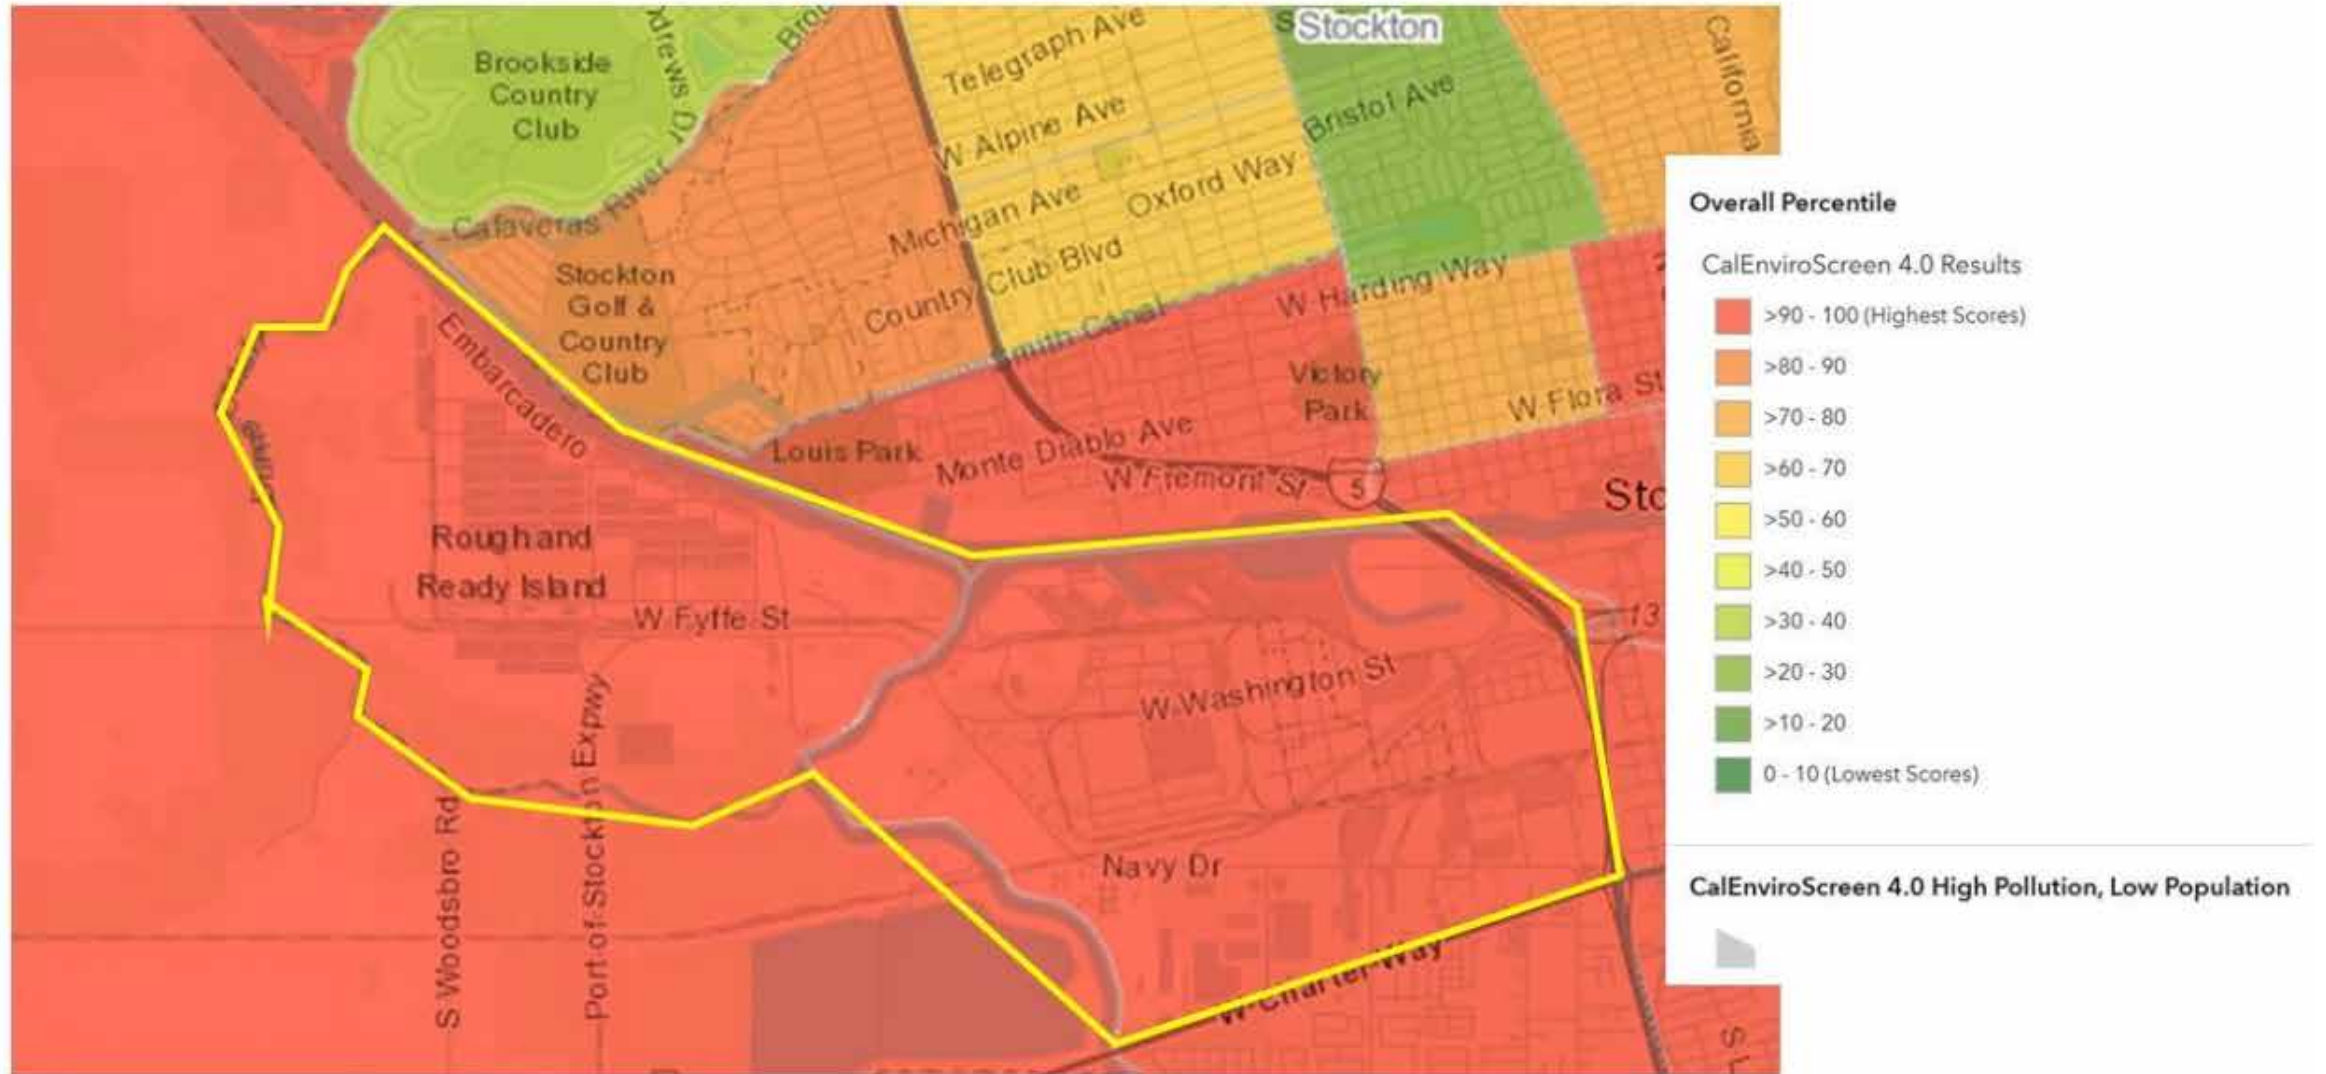 Stockton
Brookside
Country
Club
Telegraph Ave
W Alpine Ave
Bristol Ave
California
Michigan Ave
Oxford Way
Calaveras River
Stockton
Golf &
Country
Club
Country Club Blvd
W Harding Way
Embarcadero
Victory
Park
W Flora St
Louis Park
Monte Diablo Ave
W Fremont St
5
Sto
Rough and
Ready Island
W Fyffe St
13
W Washington St
S Woodsbro Rd
Port of Stockton Expwy
Navy Dr
W Charter Way
Overall Percentile
CalEnviroScreen 4.0 Results
>90 - 100 (Highest Scores)
>80 - 90
>70 - 80
>60 - 70
>50 - 60
>40 - 50
>30 - 40
>20 - 30
>10 - 20
0 - 10 (Lowest Scores)
CalEnviroScreen 4.0 High Pollution, Low Population